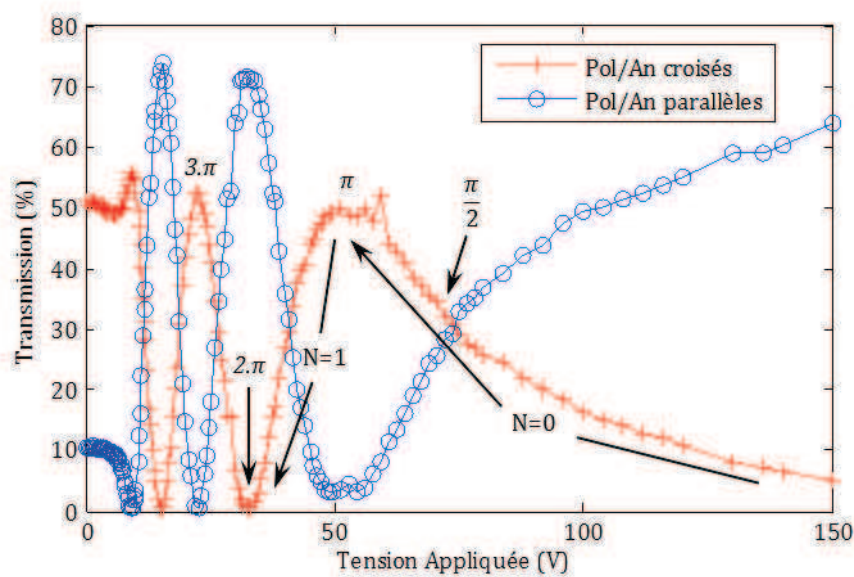 Transmission (%)
80
70
60
50
40
30
20
10
0
Pol/An croisés
Pol/An parallèles
3.π
π
π
2
2.π
N=1
N=0
0
50
100
150
Tension Appliquée (V)